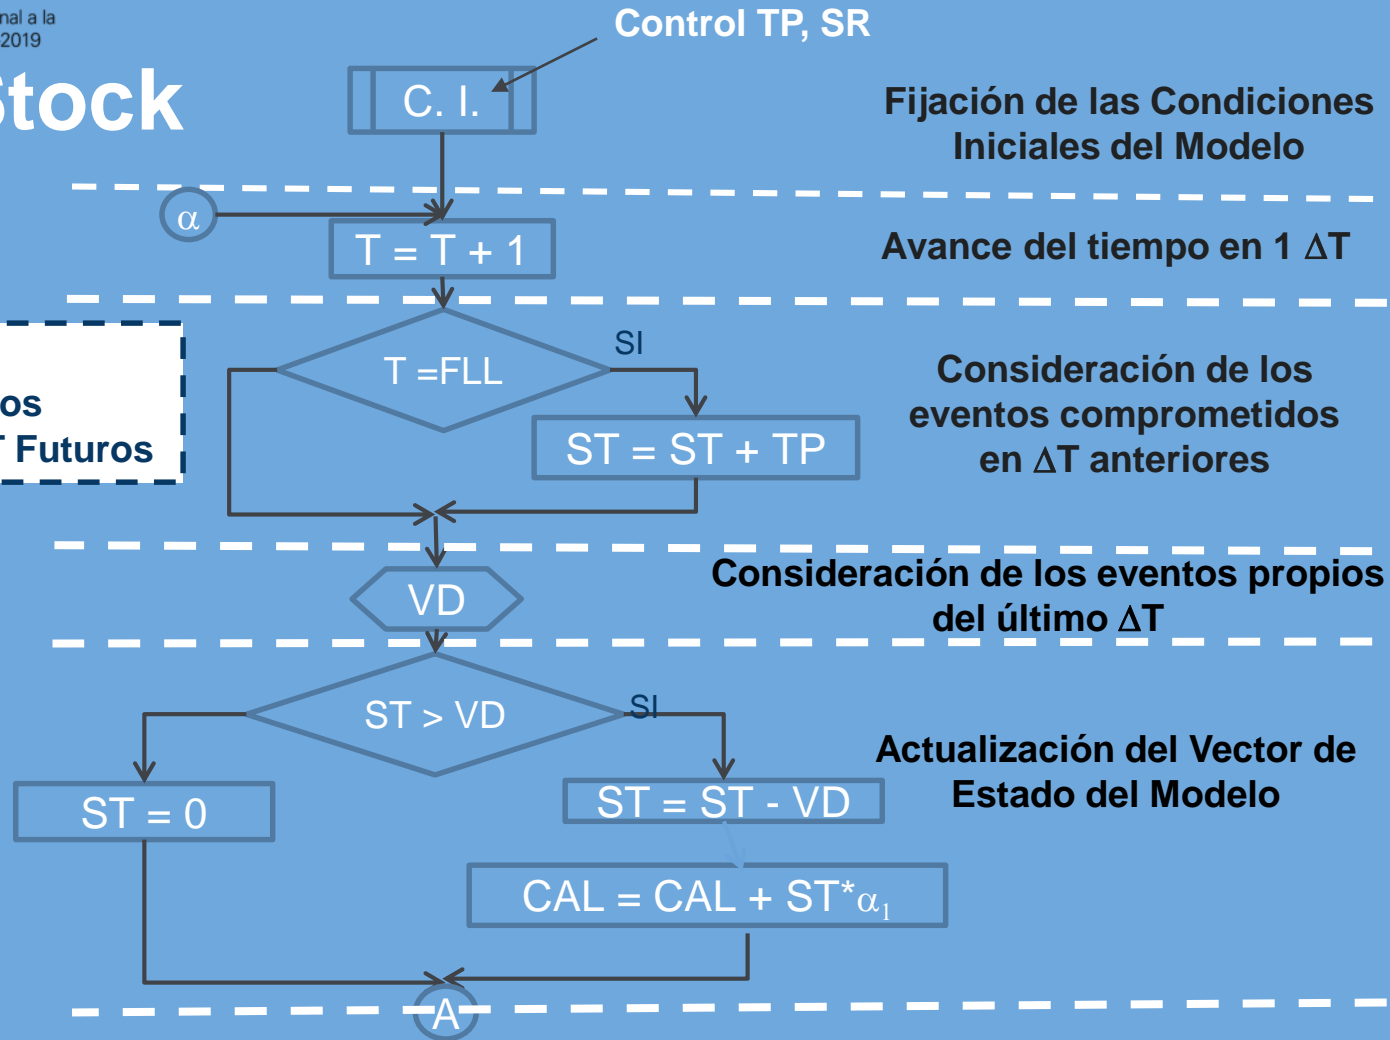 nal a la
2019
Stock
Control TP, SR
C. I.
Fijación de las Condiciones
Iniciales del Modelo
α
T = T + 1
Avance del tiempo en 1 ΔT
T =FLL
SI
ST = ST + TP
Consideración de los
eventos comprometidos
en ΔT anteriores
os
T Futuros
VD
Consideración de los eventos propios
del último ΔT
ST > VD
SI
ST = 0
ST = ST - VD
Actualización del Vector de
Estado del Modelo
CAL = CAL + ST*α₁
A